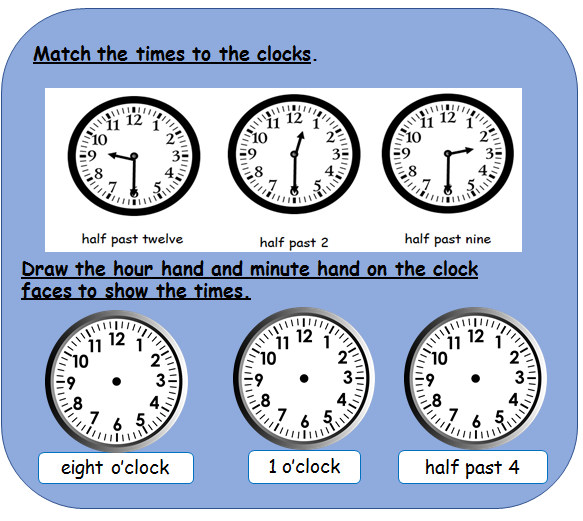 Match the times to the clocks.
11 12 1
10 2
9 3
8 4
7 5
11 12 1
10 2
9 3
8 4
7 5
11 12 1
10 2
9 3
8 4
7 5
half past twelve
half past 2
half past nine
Draw the hour hand and minute hand on the clock
faces to show the times.
11 12 1
10 2
9 3
8 4
7 6 5
11 12 1
10 2
9 3
8 4
7 6 5
11 12 1
10 2
9 3
8 4
7 6 5
eight o'clock
1 o'clock
half past 4